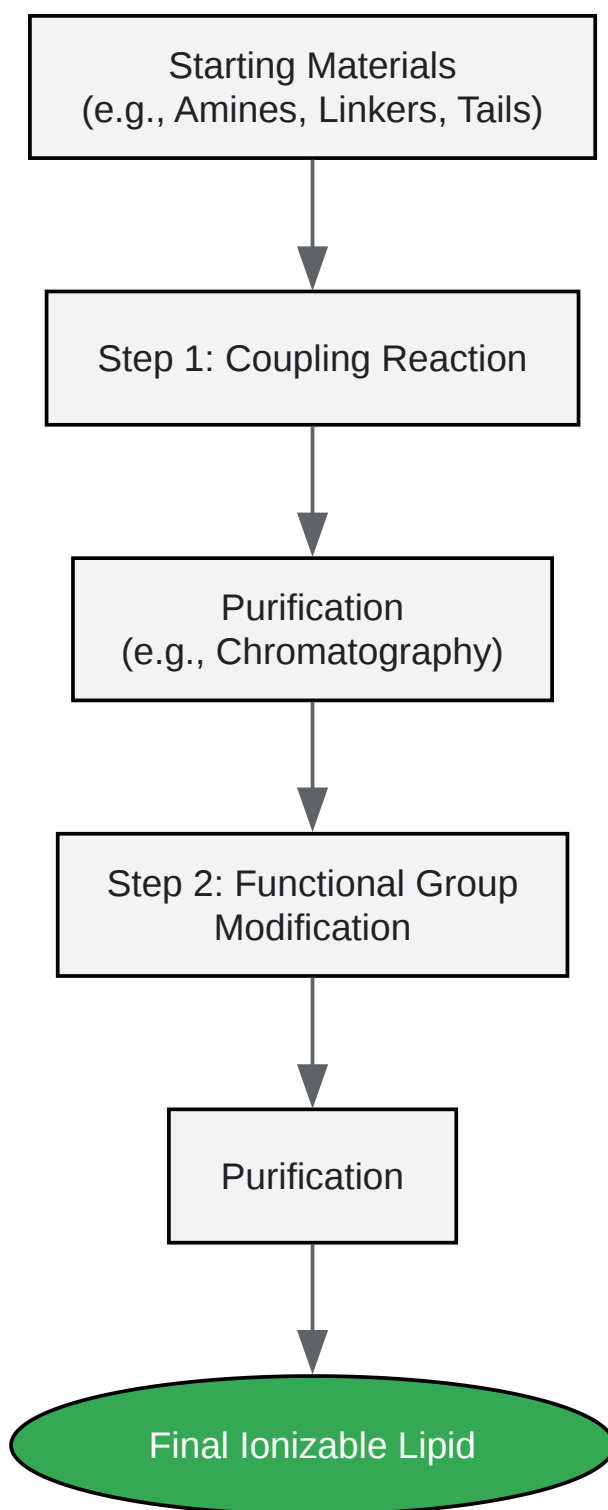 Starting Materials
(e.g., Amines, Linkers, Tails)
Step 1: Coupling Reaction
Purification
(e.g., Chromatography)
Step 2: Functional Group
Modification
Purification
Final Ionizable Lipid